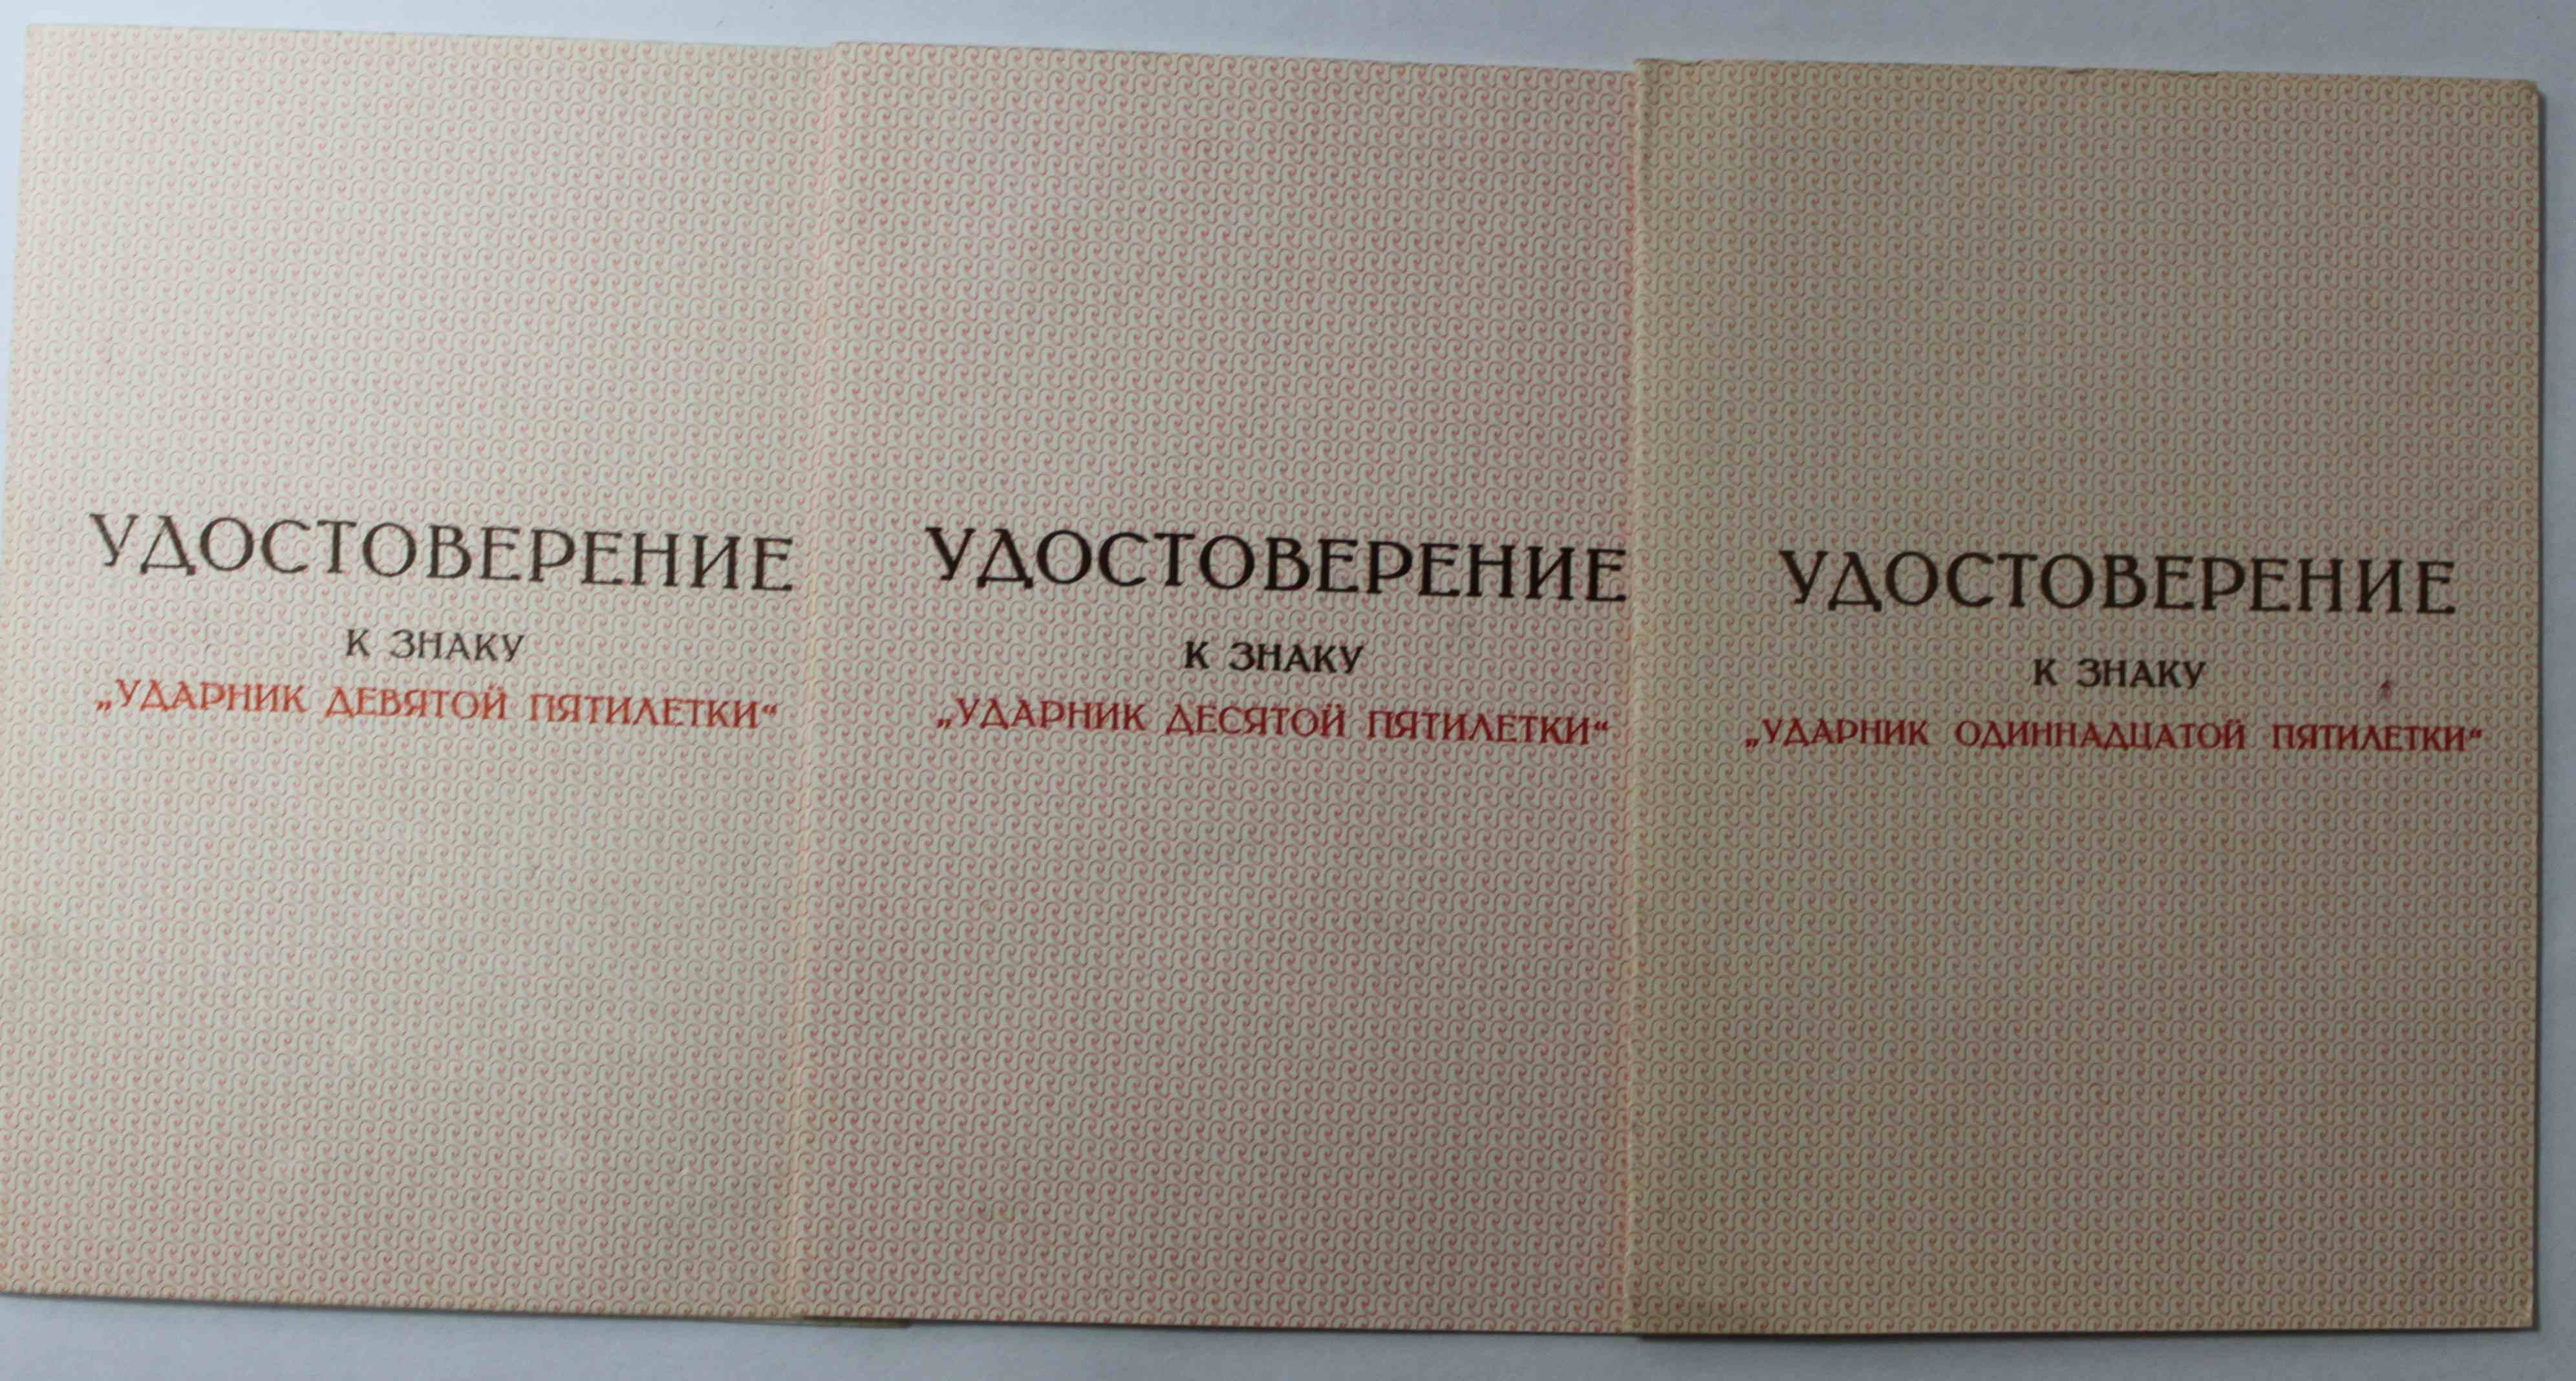 УДОСТОВЕРЕНИЕ
К ЗНАКУ
„УДАРНИК ДЕВЯТОЙ ПЯТИЛЕТКИ“
УДОСТОВЕРЕНИЕ
К ЗНАКУ
„УДАРНИК ДЕСЯТОЙ ПЯТИЛЕТКИ“
УДОСТОВЕРЕНИЕ
К ЗНАКУ
„УДАРНИК ОДИННАДЦАТОЙ ПЯТИЛЕТКИ“